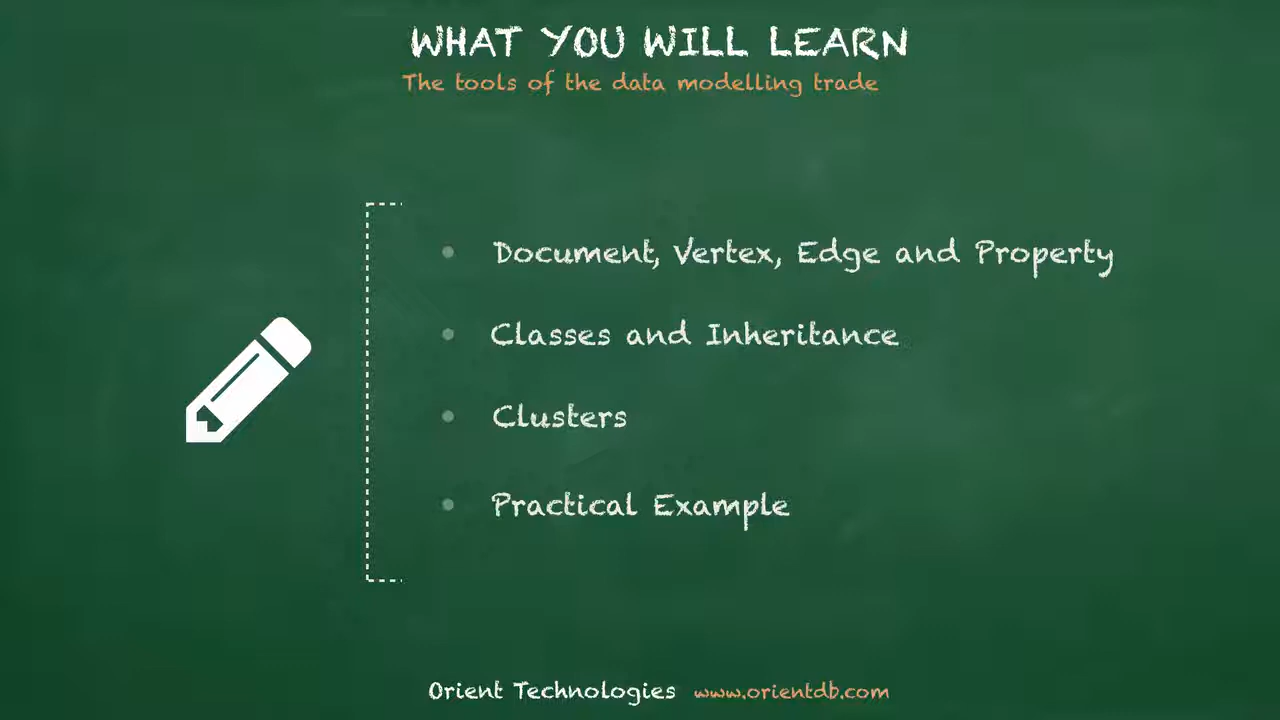 WHAT YOU WILL LEARN
The tools of the data modelling trade
Document, Vertex, Edge and Property
Classes and Inheritance
Clusters
Practical Example
Orient Technologies www.orientdb.com